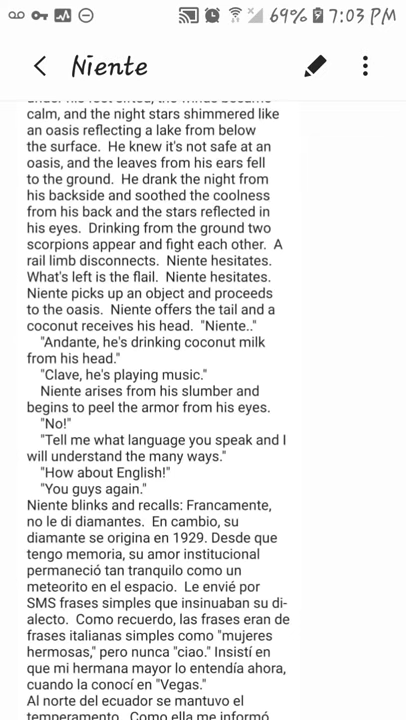 69% 7:03 PM
Niente
calm, and the night stars shimmered like
an oasis reflecting a lake from below
the surface.  He knew it's not safe at an
oasis, and the leaves from his ears fell
to the ground.  He drank the night from
his backside and soothed the coolness
from his back and the stars reflected in
his eyes.  Drinking from the ground two
scorpions appear and fight each other.  A
rail limb disconnects.  Niente hesitates.
What's left is the flail.  Niente hesitates.
Niente picks up an object and proceeds
to the oasis.  Niente offers the tail and a
coconut receives his head.  "Niente.."
"Andante, he's drinking coconut milk
from his head."
"Clave, he's playing music."
Niente arises from his slumber and
begins to peel the armor from his eyes.
"No!"
"Tell me what language you speak and I
will understand the many ways."
"How about English!"
"You guys again."
Niente blinks and recalls: Francamente,
no le di diamantes.  En cambio, su
diamante se origina en 1929. Desde que
tengo memoria, su amor institucional
permaneció tan tranquilo como un
meteorito en el espacio.  Le envié por
SMS frases simples que insinuaban su di-
alecto.  Como recuerdo, las frases eran de
frases italianas simples como "mujeres
hermosas," pero nunca "ciao." Insistí en
que mi hermana mayor lo entendía ahora,
cuando la conocí en "Vegas."
Al norte del ecuador se mantuvo el
temperamento.  Como ella me informó